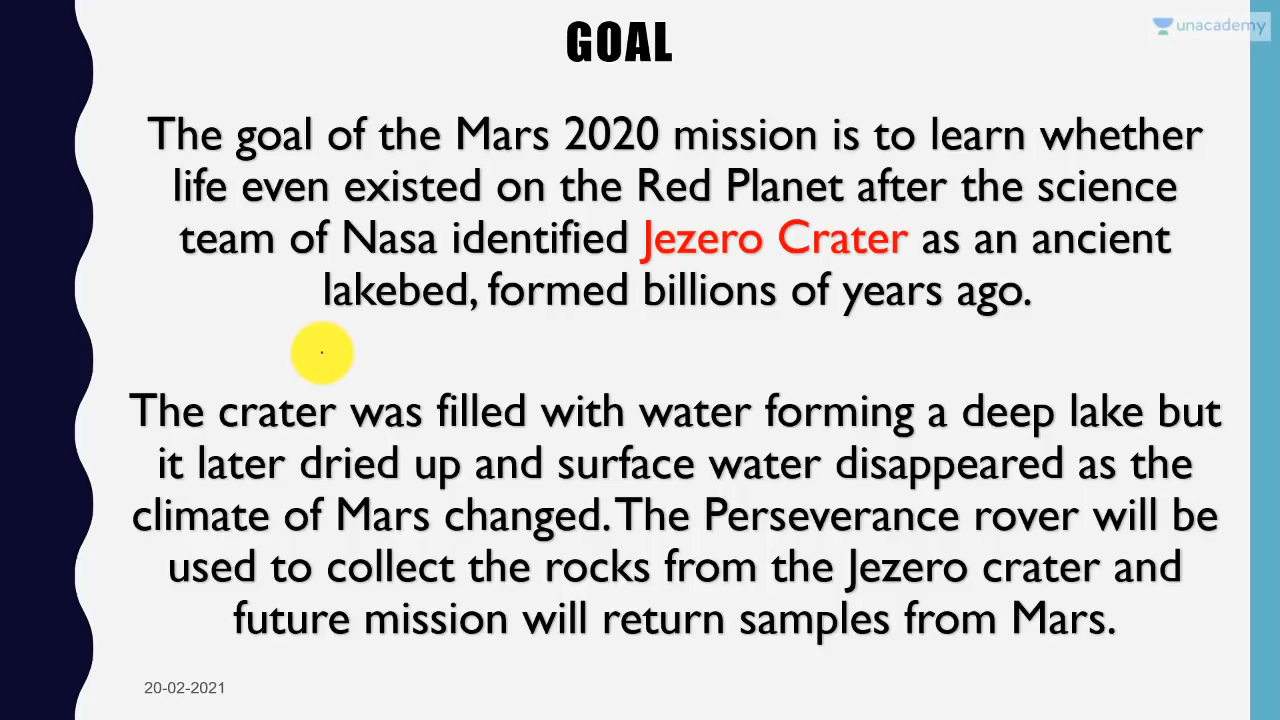 GOAL
unacademy
The goal of the Mars 2020 mission is to learn whether
life even existed on the Red Planet after the science
team of Nasa identified Jezero Crater as an ancient
lakebed, formed billions of years ago.
The crater was filled with water forming a deep lake but
it later dried up and surface water disappeared as the
climate of Mars changed. The Perseverance rover will be
used to collect the rocks from the Jezero crater and
future mission will return samples from Mars.
20-02-2021